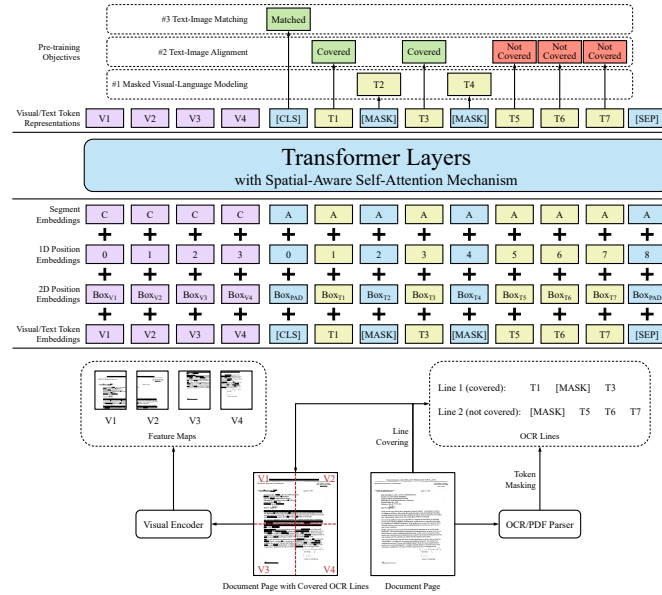 #3 Text-Image Matching Matched
Pre-training Objectives
#2 Text-Image Alignment Covered Covered Not Covered Not Covered Not Covered
#1 Masked Visual-Language Modeling T2 T4
Visual/Text Token Representations V1 V2 V3 V4 [CLS] T1 [MASK] T3 [MASK] T5 T6 T7 [SEP]
Transformer Layers
with Spatial-Aware Self-Attention Mechanism
Segment Embeddings C C C C A A A A A A A A A
1D Position Embeddings 0 1 2 3 0 1 2 3 4 5 6 7 8
2D Position Embeddings BoxV1 BoxV2 BoxV3 BoxV4 BoxPAD BoxT1 BoxT2 BoxT3 BoxT4 BoxT5 BoxT6 BoxT7 BoxPAD
Visual/Text Token Embeddings V1 V2 V3 V4 [CLS] T1 [MASK] T3 [MASK] T5 T6 T7 [SEP]
V1 V2 V3 V4
Feature Maps
Line 1 (covered): T1 [MASK] T3
Line 2 (not covered): [MASK] T5 T6 T7
OCR Lines
Line Covering
Token Masking
Visual Encoder
V1 V2
V3 V4
OCR/PDF Parser
Document Page with Covered OCR Lines
Document Page